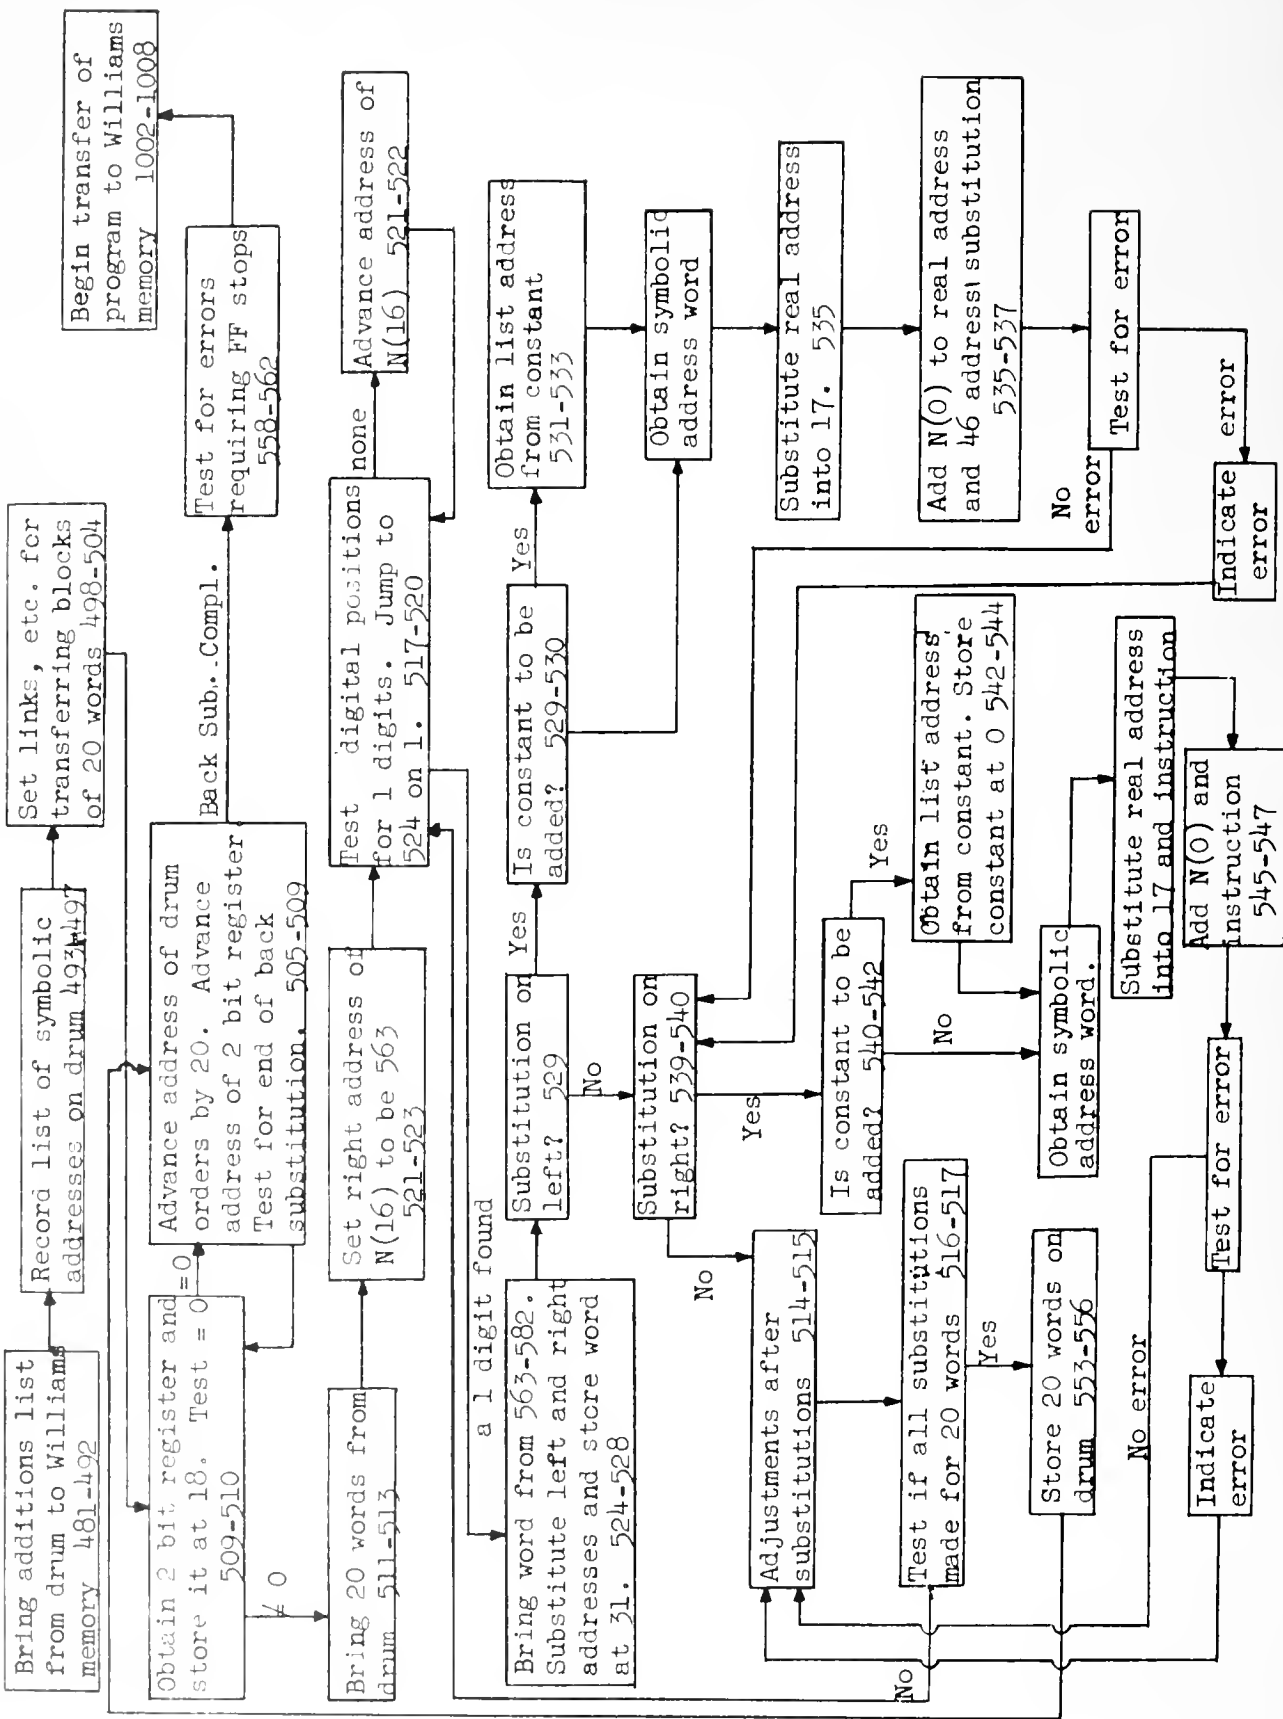 Bring additions list
from drum to Williams
memory 481-492
Record list of symbolic
addresses on drum 493-497
Set links, etc. for
transferring blocks
of 20 words 498-504
Begin transfer of
program to Williams
memory 1002-1008
Obtain 2 bit register and
store it at 18. Test = 0
509-510
=0
≠ 0
Advance address of drum
orders by 20. Advance
address of 2 bit register
Test for end of back
substitution. 505-509
Back Sub. Compl.
Test for errors
requiring FF stops
558-562
Bring 20 words from
drum 511-513
Set right address of
N(16) to be 563
521-523
Test digital positions
for 1 digits. Jump to
524 on 1. 517-520
none
Advance address of
N(16) 521-522
a 1 digit found
Bring word from 563-582.
Substitute left and right
addresses and store word
at 31. 524-528
Substitution on
left? 529
Yes
No
Is constant to be
added? 529-530
Yes
Obtain list address
from constant
531-533
Obtain symbolic
address word
Substitute real address
into 17. 535
Add N(0) to real address
and 46 address substitution
535-537
Test for error
No
error
error
Indicate
error
Substitution on
right? 539-540
No
Yes
Is constant to be
added? 540-542
Yes
No
Obtain list address
from constant. Store
constant at 0 542-544
Obtain symbolic
address word.
Substitute real address
into 17 and instruction
Add N(0) and
instruction
545-547
Test for error
No error
Indicate
error
Adjustments after
substitutions 514-515
Test if all substitutions
made for 20 words 516-517
No
Yes
Store 20 words on
drum 553-556